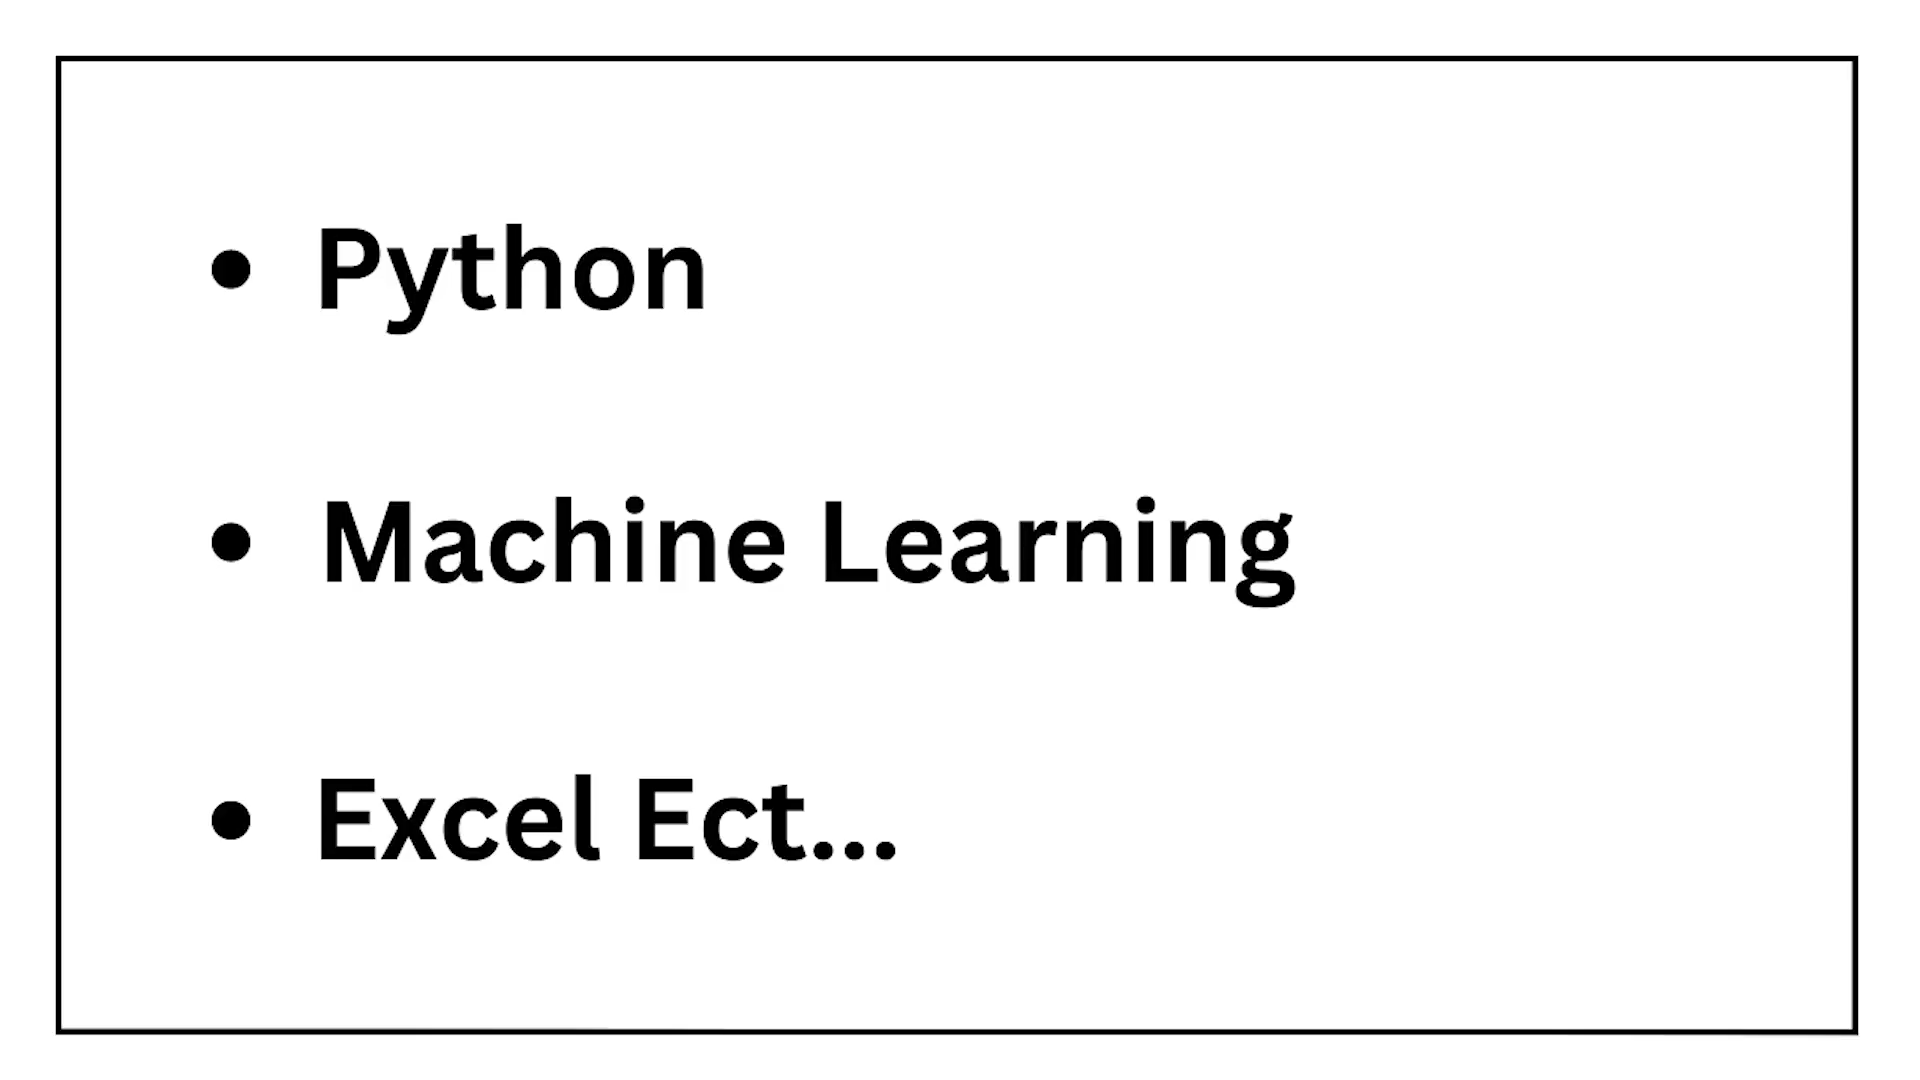 • Python
• Machine Learning
• Excel Ect...